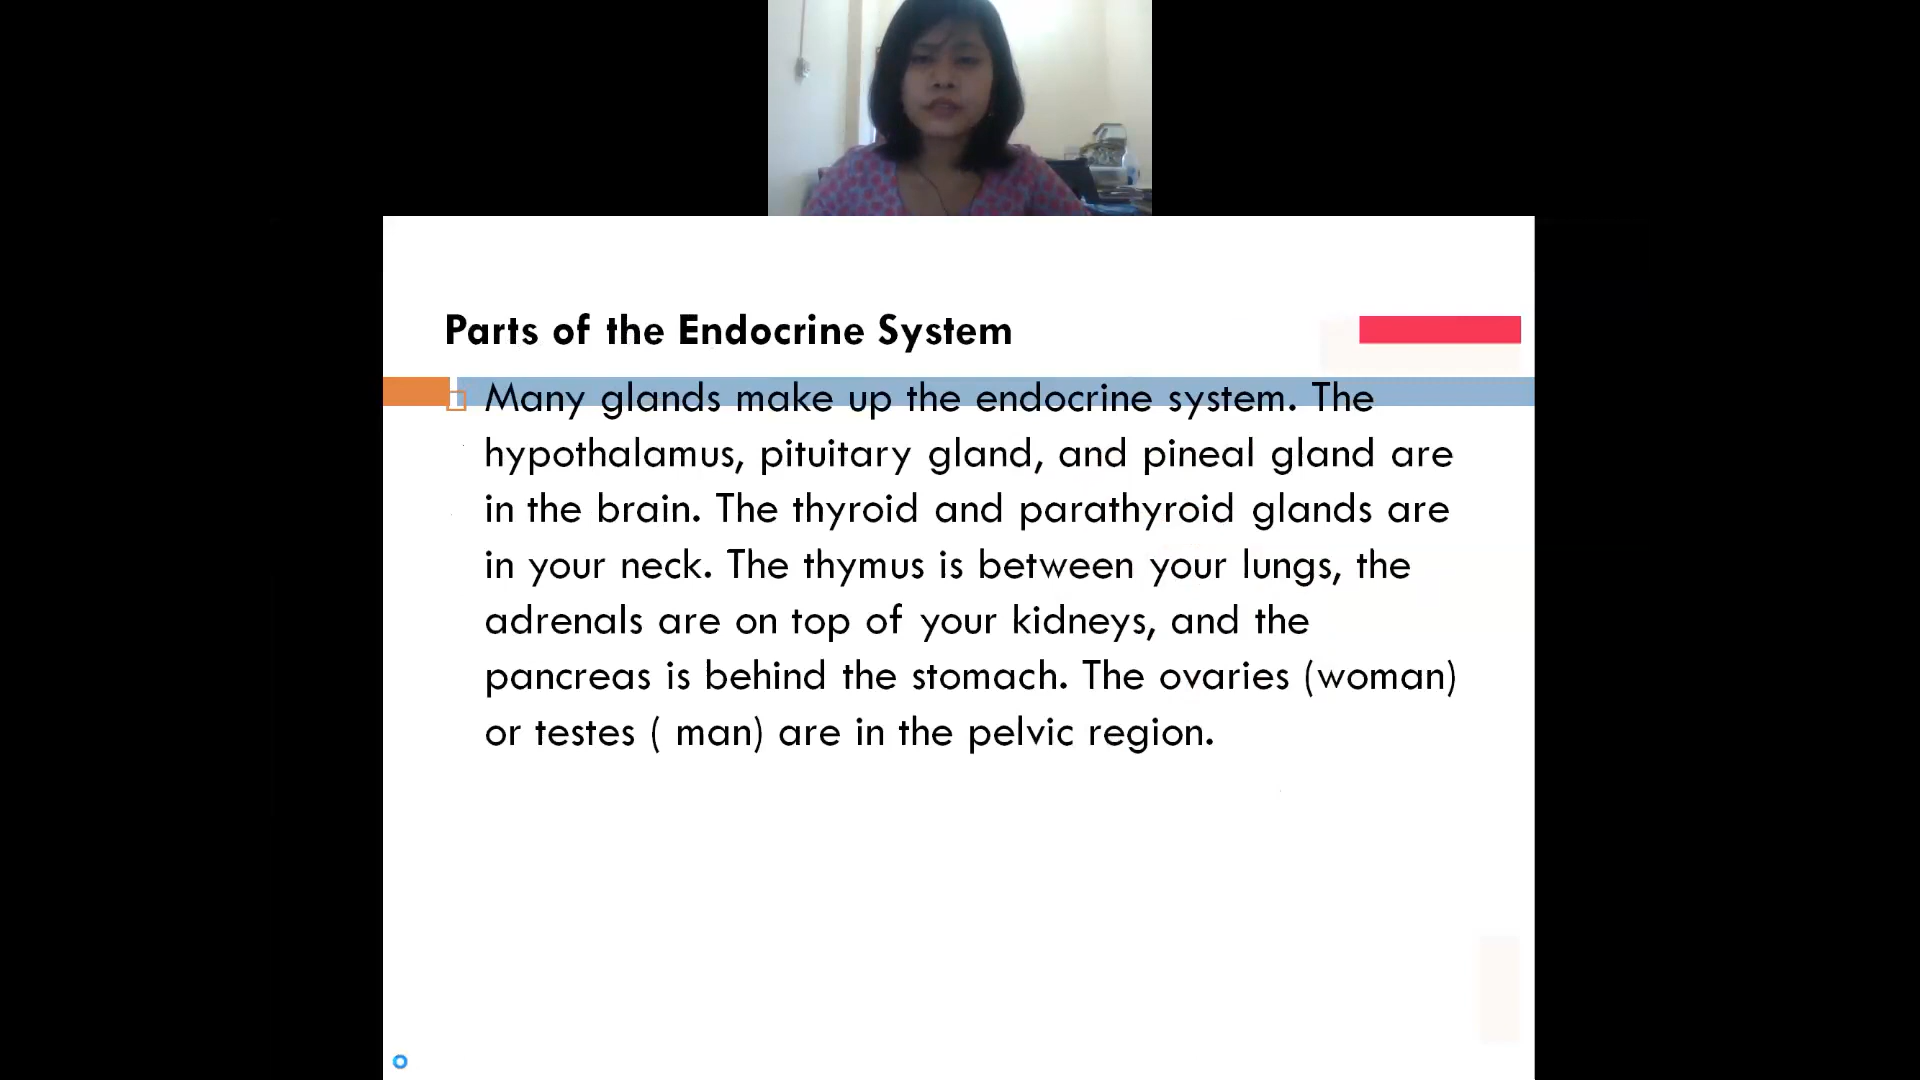 Parts of the Endocrine System
Many glands make up the endocrine system. The
hypothalamus, pituitary gland, and pineal gland are
in the brain. The thyroid and parathyroid glands are
in your neck. The thymus is between your lungs, the
adrenals are on top of your kidneys, and the
pancreas is behind the stomach. The ovaries (woman)
or testes ( man) are in the pelvic region.